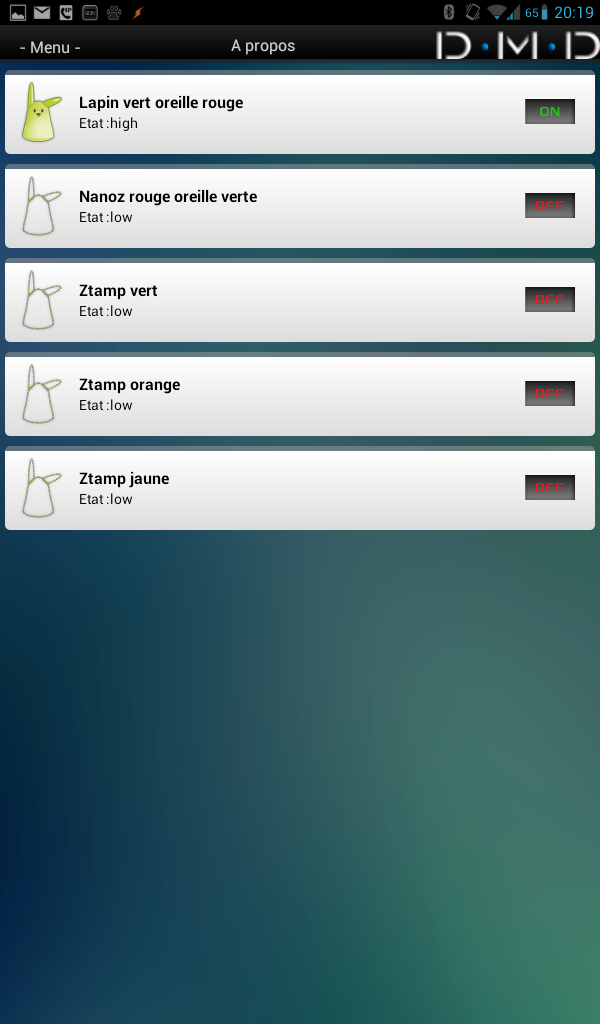 65 20:19
- Menu -
A propos
D·M·D
Lapin vert oreille rouge
Etat :high
ON
Nanoz rouge oreille verte
Etat :low
OFF
Ztamp vert
Etat :low
OFF
Ztamp orange
Etat :low
OFF
Ztamp jaune
Etat :low
OFF